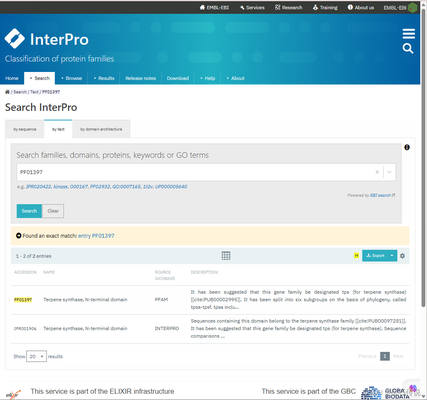 EMBL-EBI Services Research Training About us EMBL-EBI
InterPro
Classification of protein families
Home Search Browse Results Release notes Download Help About
/ Search / Text / PF01397
Search InterPro
by sequence by text by domain architecture
Search families, domains, proteins, keywords or GO terms
PF01397
e.g. IPR020422, kinase, O00167, PF02932, GO:0007165, 1t2v, UP000005640
Powered by EBI search
Search Clear
Found an exact match: entry PF01397
1 - 2 of 2 entries H Export
ACCESSION NAME SOURCE DATABASE DESCRIPTION
PF01397 Terpene synthase, N-terminal domain PFAM It has been suggested that this gene family be designated tps (for terpene synthase)
It has been split into six subgroups on the basis of phylogeny, called
IPR001906 Terpene synthase, N-terminal domain INTERPRO Sequences containing this domain belong to the terpene synthase family
It has been suggested that this gene family be designated tps (for terpene synthase). Sequence
comparisons ...
Show 20 results Previous 1 Next
elixir This service is part of the ELIXIR infrastructure This service is part of the GBC GLOBAL
BIODATA